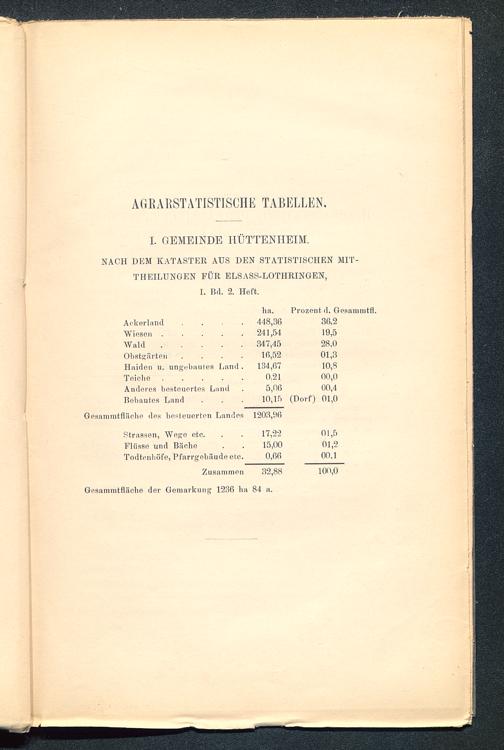 AGRARSTATISTISCHE TABELLEN.
I. GEMEINDE HÜTTENHEIM.
NACH DEM KATASTER AUS DEN STATISTISCHEN MIT-
THEILUNGEN FÜR ELSASS-LOTHRINGEN,
I. Bd. 2. Heft.
ha. Prozent d. Gesammtfl.
Ackerland . . . . 448,36 36,2
Wiesen . . . . . 241,54 19,5
Wald . . . . . 347,45 28,0
Obstgärten . . . . 16,52 01,3
Haiden u. ungebautes Land . 134,67 10,8
Teiche . . . . . 0.21 00,0
Anderes besteuertes Land . 5,06 00,4
Bebautes Land . . . 10,15 (Dorf) 01,0
Gesammtfläche des besteuerten Landes 1203,96
Strassen, Wege etc. . . 17,22 01,5
Flüsse und Bäche . . 15,00 01,2
Todtenhöfe, Pfarrgebäude etc. 0,66 00.1
Zusammen 32,88 100,0
Gesammtfläche der Gemarkung 1236 ha 84 a.